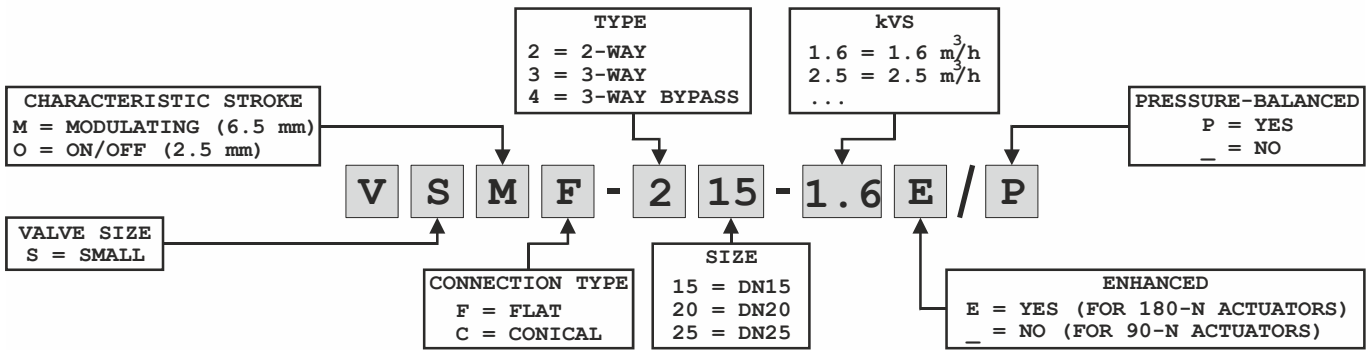 TYPE
2 = 2-WAY
3 = 3-WAY
4 = 3-WAY BYPASS
kVS
1.6 = 1.6 m³/h
2.5 = 2.5 m³/h
...
CHARACTERISTIC STROKE
M = MODULATING (6.5 mm)
O = ON/OFF (2.5 mm)
PRESSURE-BALANCED
P = YES
_ = NO
V S M F - 2 15 - 1.6 E / P
VALVE SIZE
S = SMALL
CONNECTION TYPE
F = FLAT
C = CONICAL
SIZE
15 = DN15
20 = DN20
25 = DN25
ENHANCED
E = YES (FOR 180-N ACTUATORS)
_ = NO (FOR 90-N ACTUATORS)